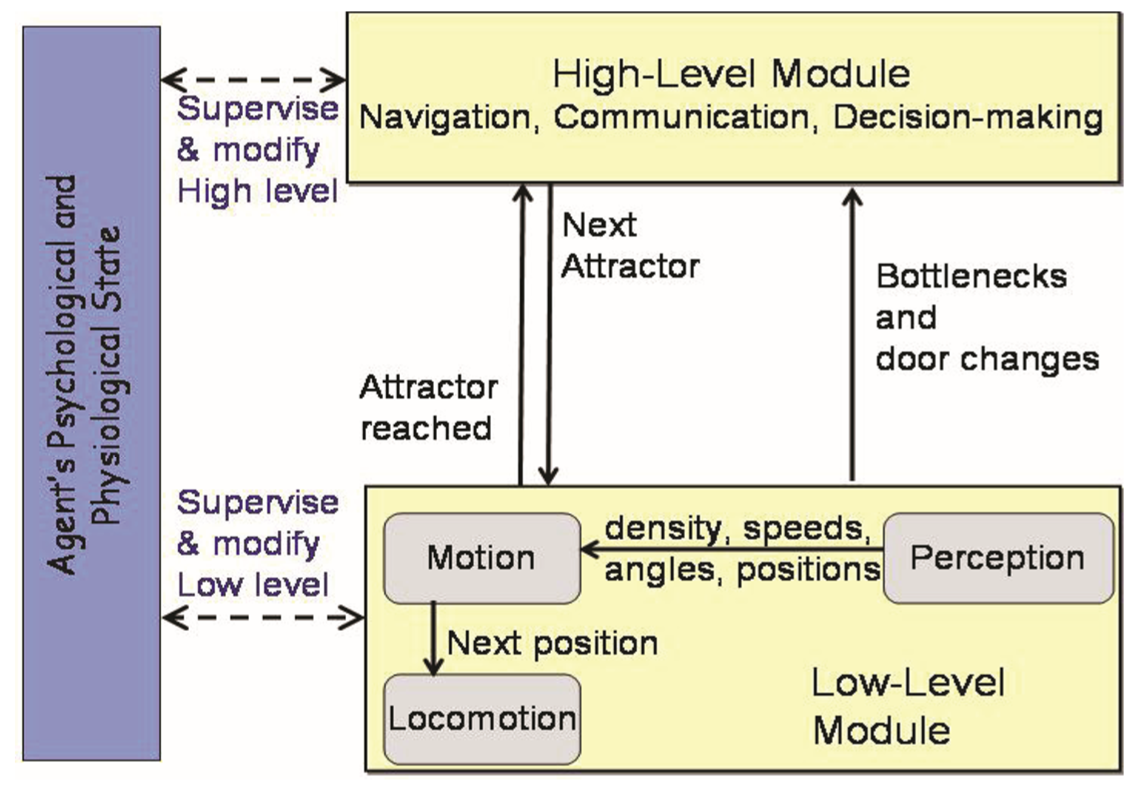 Agent's Psychological and
Physiological State
Supervise
& modify
High level
High-Level Module
Navigation, Communication, Decision-making
Next
Attractor
Attractor
reached
Bottlenecks
and
door changes
Supervise
& modify
Low level
Motion
density, speeds,
angles, positions
Perception
Next position
Locomotion
Low-Level
Module